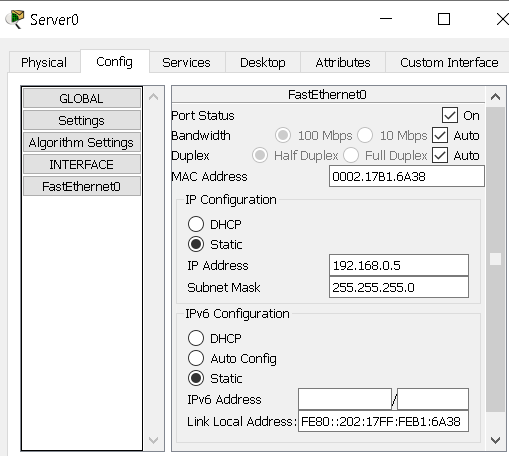 Server0
Physical Config Services Desktop Attributes Custom Interface
GLOBAL
Settings
Algorithm Settings
INTERFACE
FastEthernet0
FastEthernet0
Port Status On
Bandwidth 100 Mbps 10 Mbps Auto
Duplex Half Duplex Full Duplex Auto
MAC Address 0002.17B1.6A38
IP Configuration
DHCP
Static
IP Address 192.168.0.5
Subnet Mask 255.255.255.0
IPv6 Configuration
DHCP
Auto Config
Static
IPv6 Address /
Link Local Address: FE80::202:17FF:FEB1:6A38